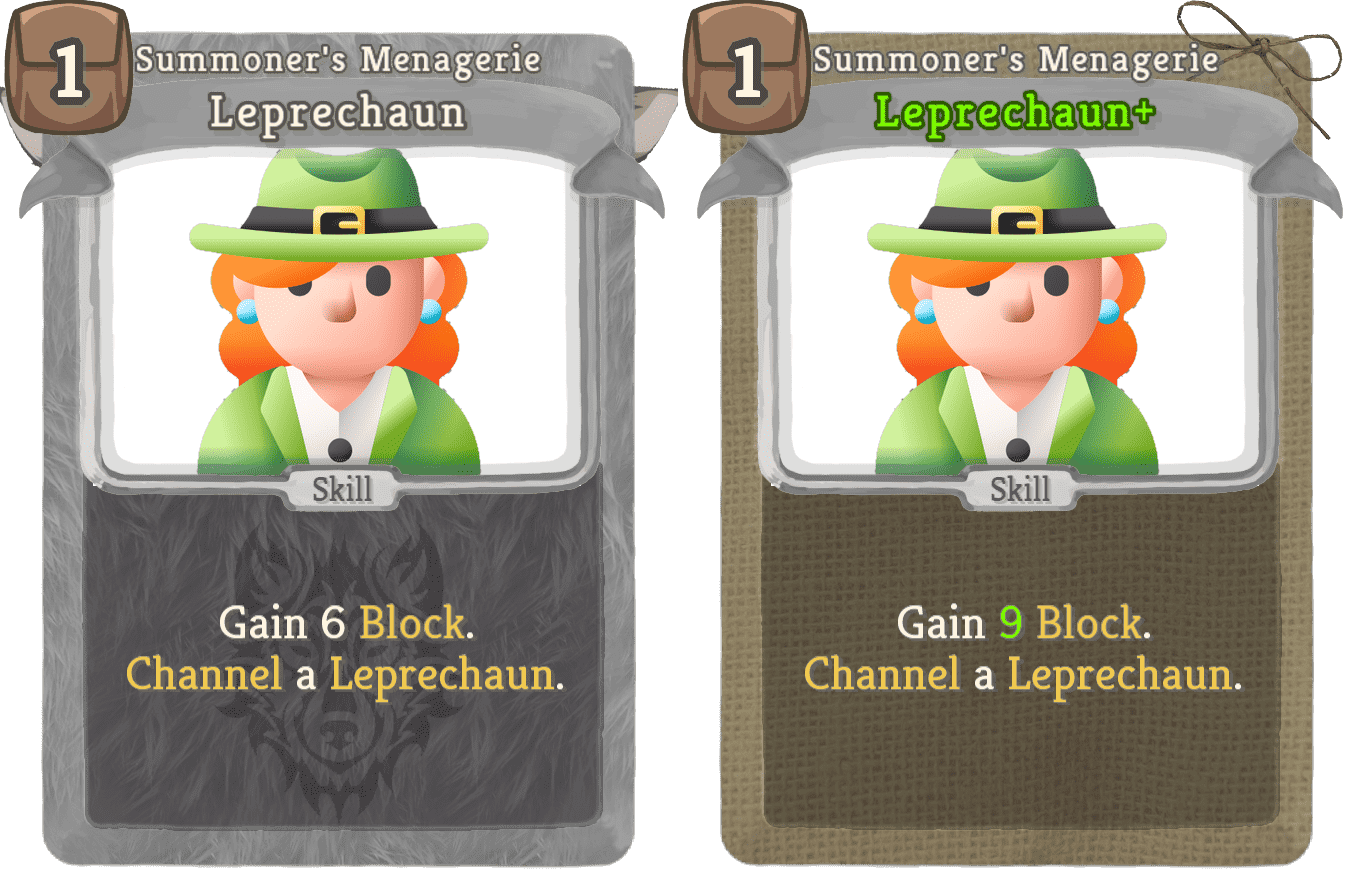 1
Summoner's Menagerie
Leprechaun
Skill
Gain 6 Block.
Channel a Leprechaun.
1
Summoner's Menagerie
Leprechaun+
Skill
Gain 9 Block.
Channel a Leprechaun.